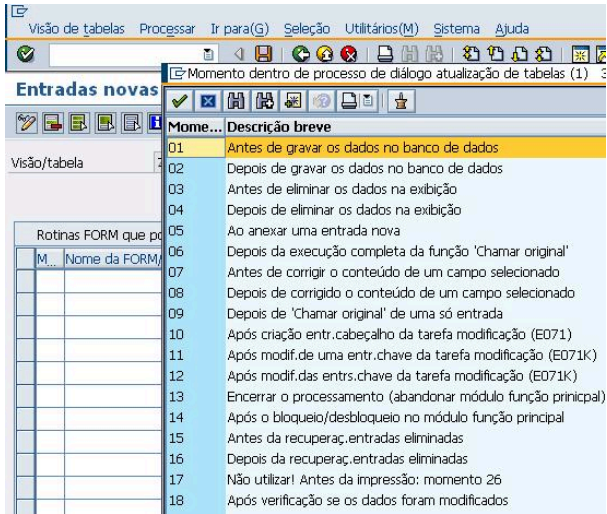 Visão de tabelas Processar Ir para(G) Seleção Utilitários(M) Sistema Ajuda
Momento dentro de processo de diálogo atualização de tabelas (1) 3
Entradas novas
Mome... Descrição breve
01 Antes de gravar os dados no banco de dados
02 Depois de gravar os dados no banco de dados
Visão/tabela
03 Antes de eliminar os dados na exibição
04 Depois de eliminar os dados na exibição
05 Ao anexar uma entrada nova
Rotinas FORM que po
06 Depois da execução completa da função 'Chamar original'
M... Nome da FORM/
07 Antes de corrigir o conteúdo de um campo selecionado
08 Depois de corrigido o conteúdo de um campo selecionado
09 Depois de 'Chamar original' de uma só entrada
10 Após criação entr.cabeçalho da tarefa modificação (E071)
11 Após modif.de uma entr.chave da tarefa modificação (E071K)
12 Após modif.das entrs.chave da tarefa modificação (E071K)
13 Encerrar o processamento (abandonar módulo função prinicpal)
14 Após o bloqueio/desbloqueio no módulo função principal
15 Antes da recuperaç.entradas eliminadas
16 Depois da recuperaç.entradas eliminadas
17 Não utilizar! Antes da impressão: momento 26
18 Após verificação se os dados foram modificados